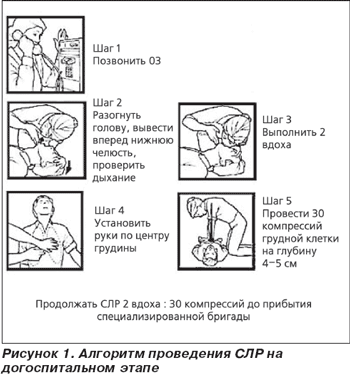 Шаг 1
Позвонить 03
Шаг 2
Разогнуть
голову, вывести
вперед нижнюю
челюсть,
проверить
дыхание
Шаг 3
Выполнить 2
вдоха
Шаг 4
Установить
руки по центру
грудины
Шаг 5
Провести 30
компрессий
грудной клетки
на глубину
4–5 см
Продолжать СЛР 2 вдоха : 30 компрессий до прибытия
специализированной бригады
Рисунок 1. Алгоритм проведения СЛР на
догоспитальном этапе